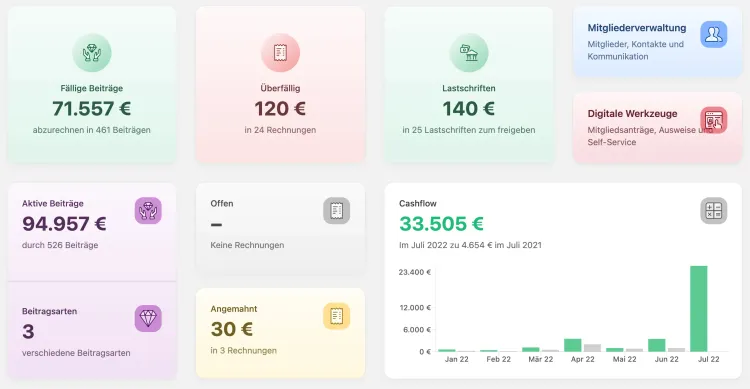 Fällige Beiträge
71.557 €
abzurechnen in 461 Beiträgen
Überfällig
120 €
in 24 Rechnungen
Lastschriften
140 €
in 25 Lastschriften zum freigeben
Mitgliederverwaltung
Mitglieder, Kontakte und
Kommunikation
Digitale Werkzeuge
Mitgliedsanträge, Ausweise und
Self-Service
Aktive Beiträge
94.957 €
durch 526 Beiträge
Beitragsarten
3
verschiedene Beitragsarten
Offen
–
Keine Rechnungen
Angemahnt
30 €
in 3 Rechnungen
Cashflow
33.505 €
Im Juli 2022 zu 4.654 € im Juli 2021
23.400 €
12.000 €
6.000 €
0 €
Jan 22 Feb 22 Mär 22 Apr 22 Mai 22 Jun 22 Jul 22